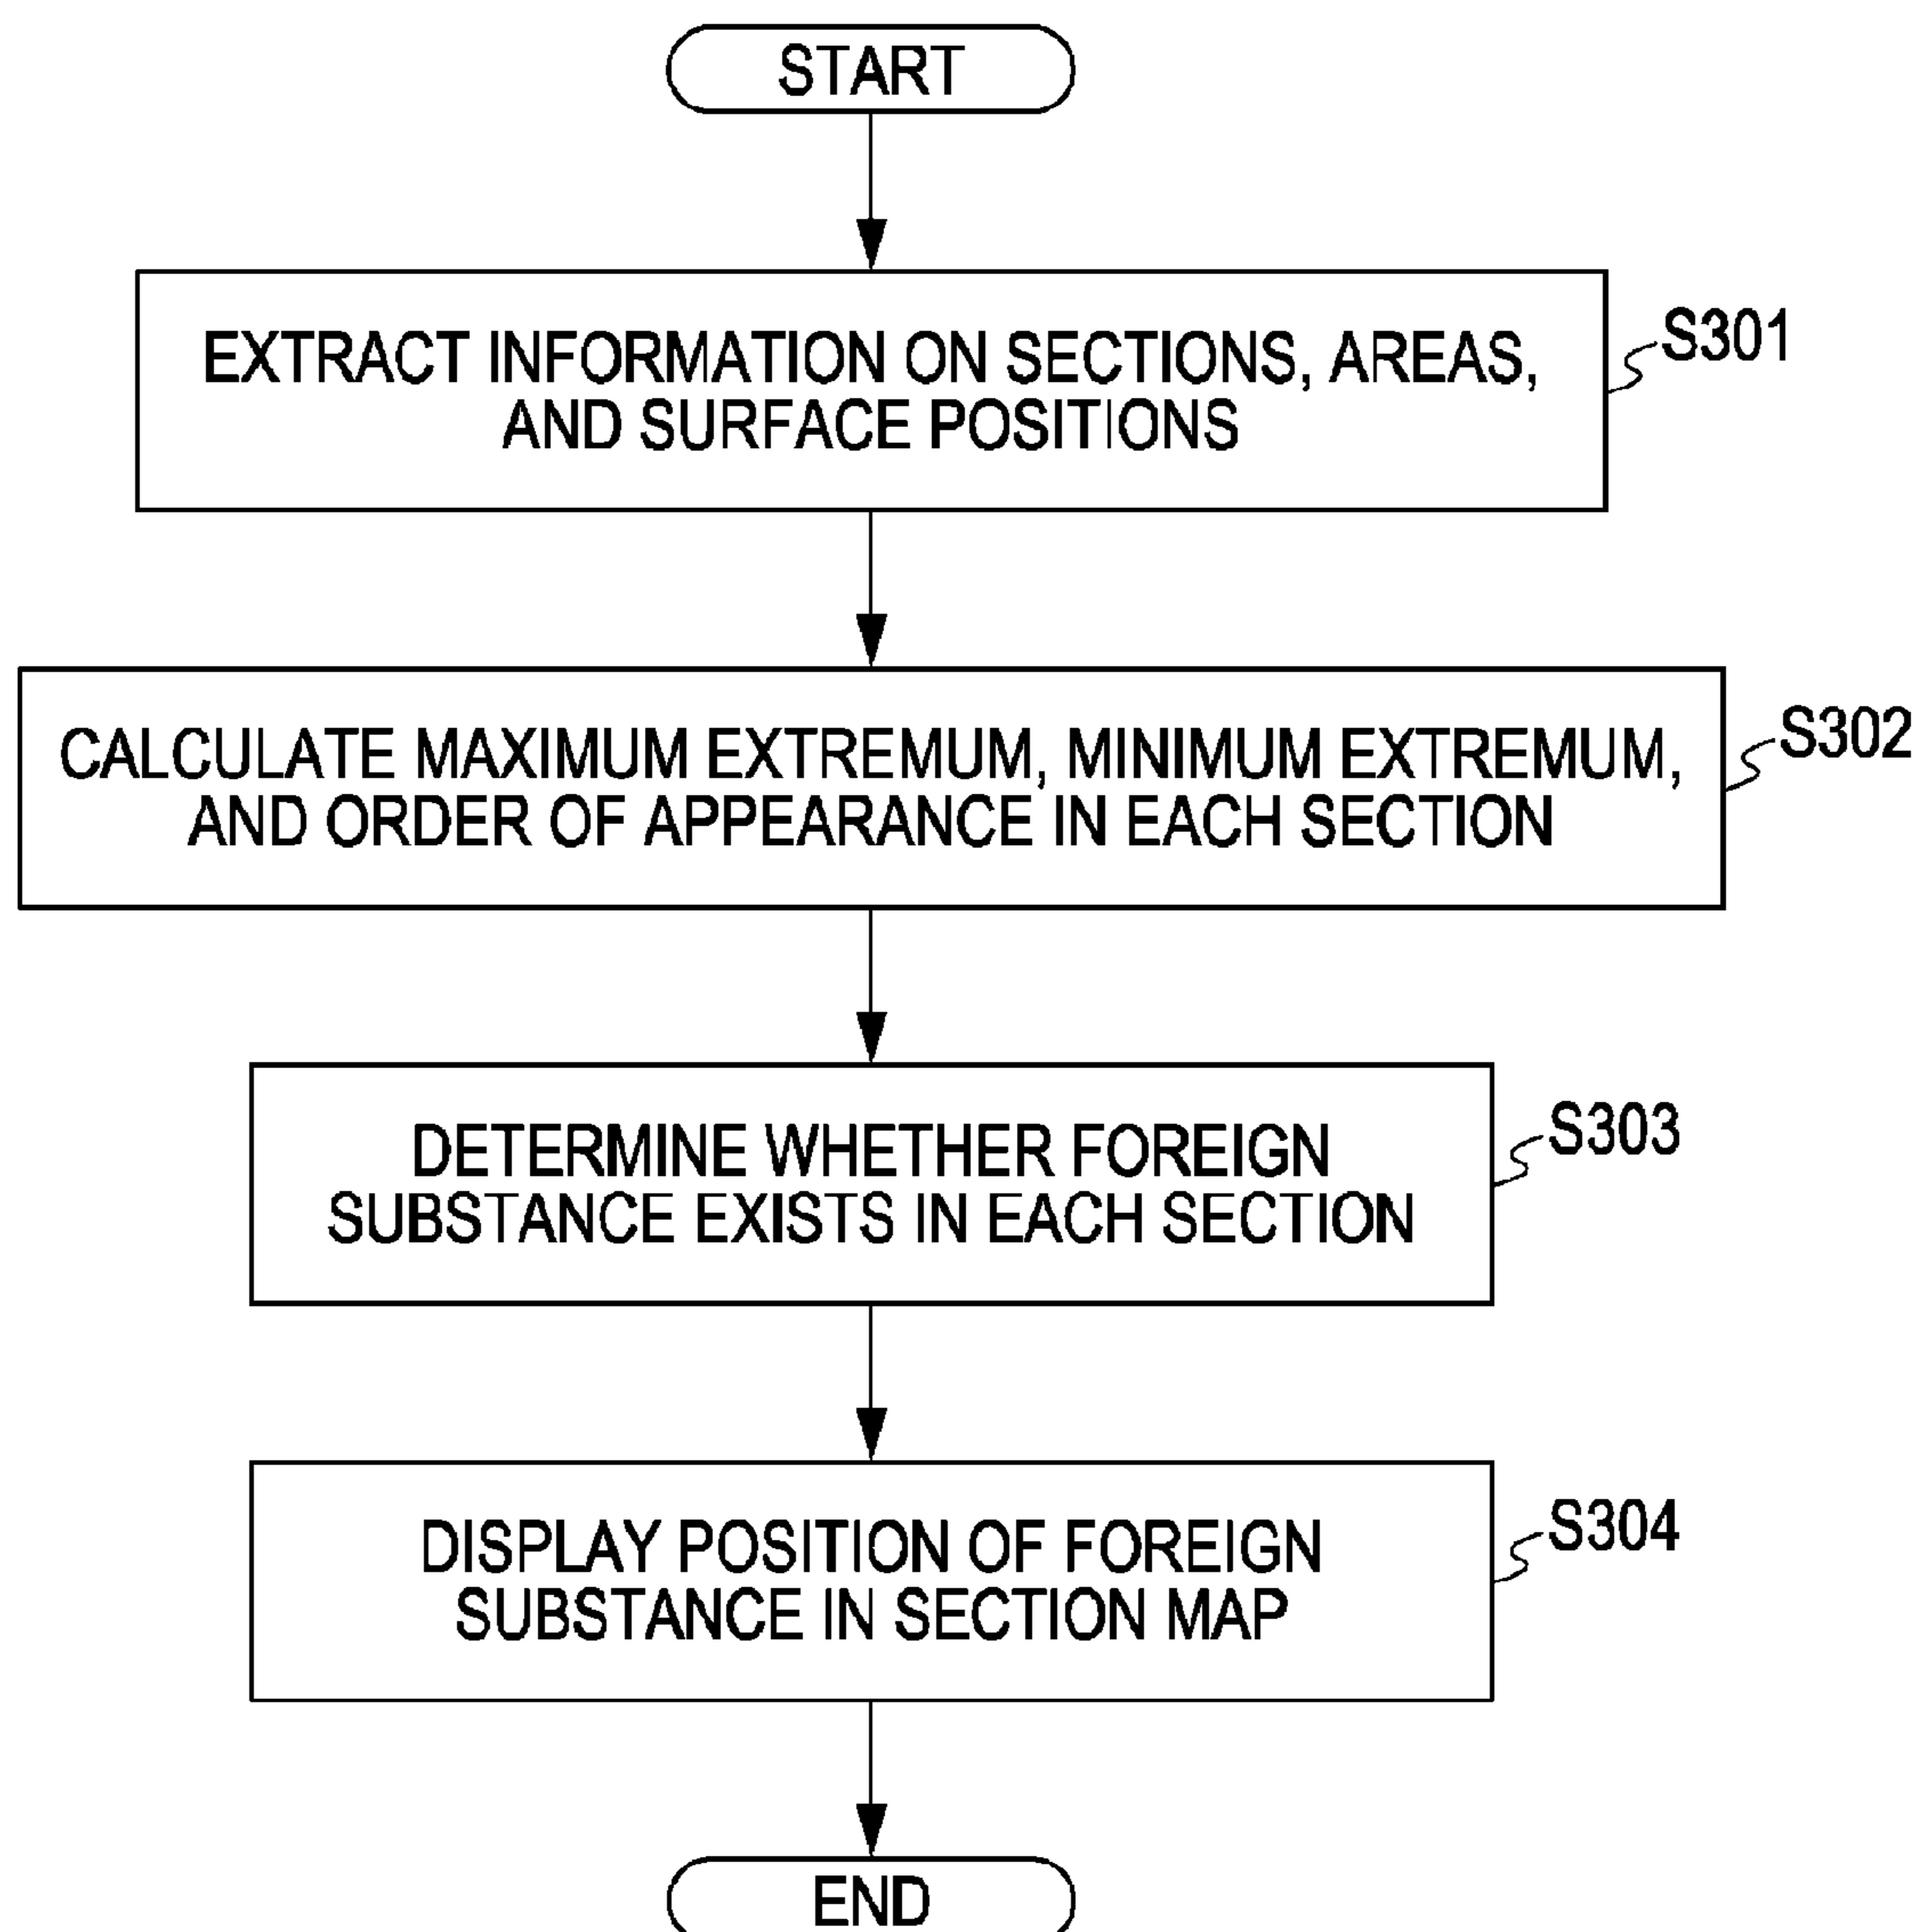 START
EXTRACT INFORMATION ON SECTIONS, AREAS,
AND SURFACE POSITIONS
S301
CALCULATE MAXIMUM EXTREMUM, MINIMUM EXTREMUM,
AND ORDER OF APPEARANCE IN EACH SECTION
S302
DETERMINE WHETHER FOREIGN
SUBSTANCE EXISTS IN EACH SECTION
S303
DISPLAY POSITION OF FOREIGN
SUBSTANCE IN SECTION MAP
S304
END